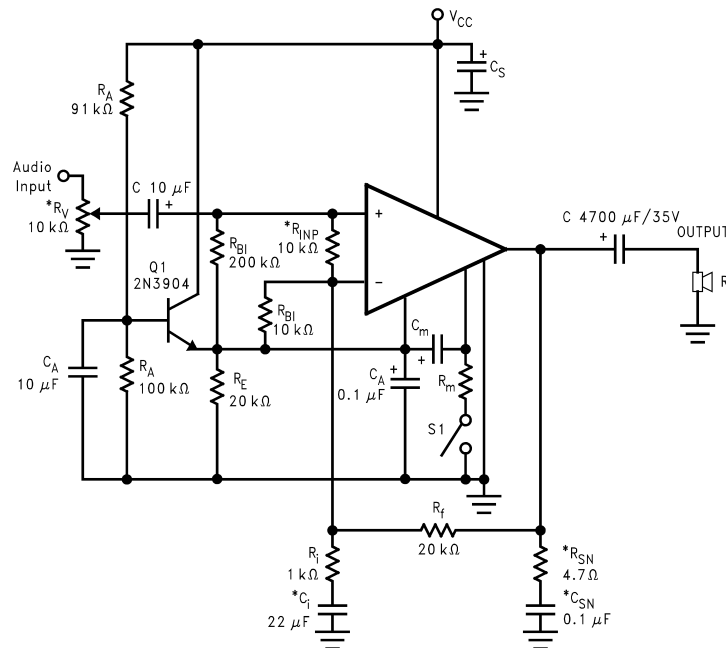 V_CC
+
C_S
R_A
91 kΩ
Audio
Input
*R_V
10 kΩ
C 10 μF
+
+
*R_INP
10 kΩ
R_BI
200 kΩ
Q1
2N3904
−
R_BI
10 kΩ
C 4700 μF/35V
+
OUTPUT
R
C_A
10 μF
R_A
100 kΩ
R_E
20 kΩ
C_A
0.1 μF
+
C_m
+
R_m
S1
R_f
20 kΩ
R_i
1 kΩ
*C_i
22 μF
*R_SN
4.7Ω
*C_SN
0.1 μF